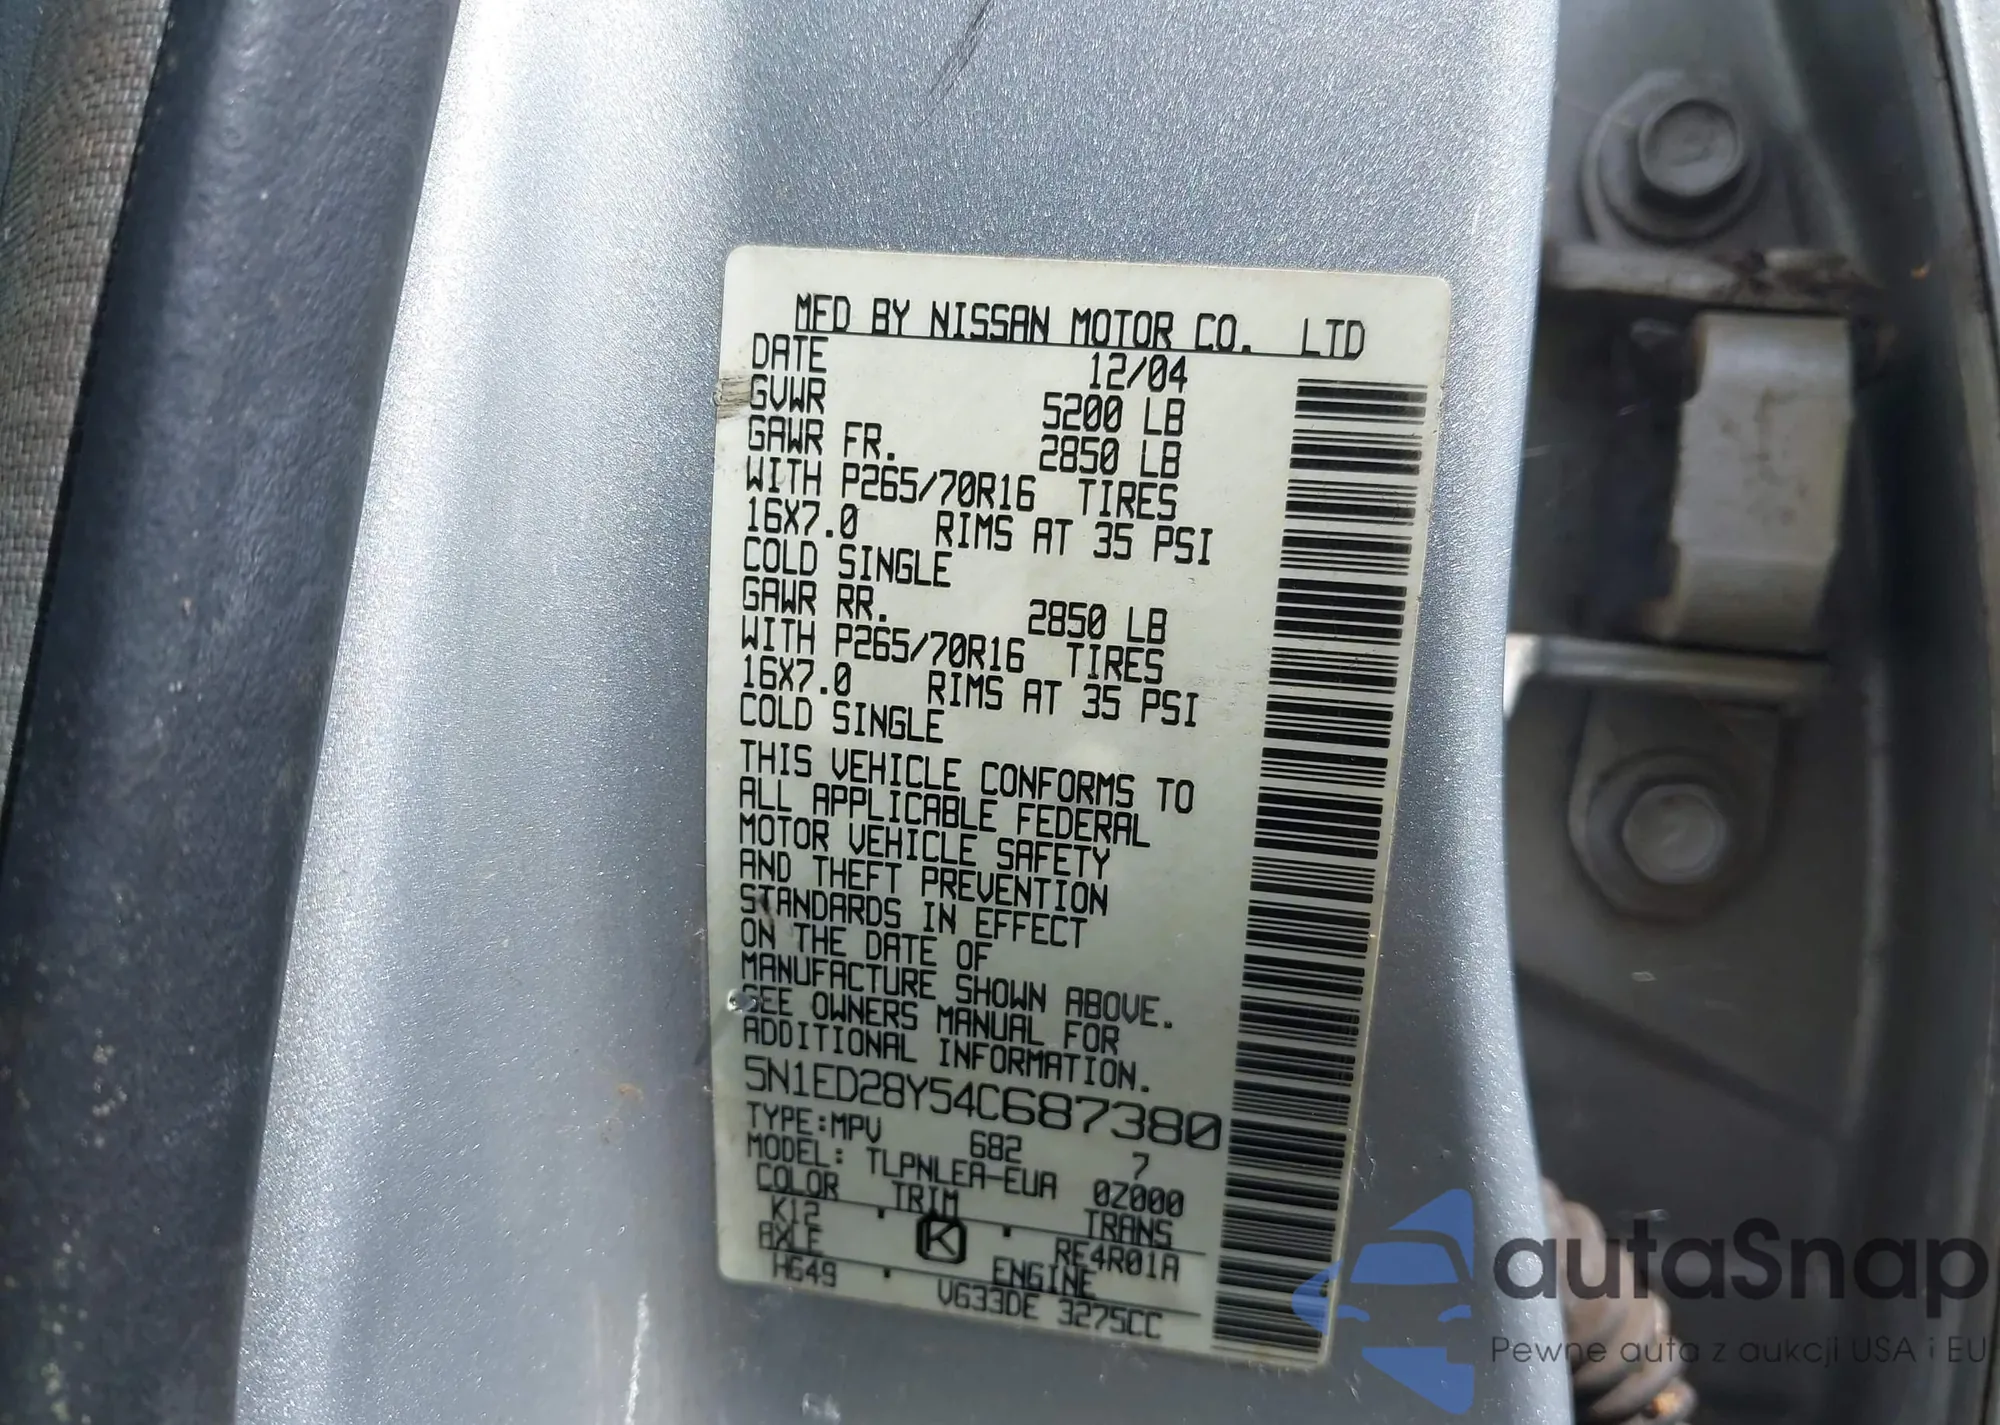 MFD BY NISSAN MOTOR CO. LTD
DATE 12/04
GVWR 5200 LB
GAWR FR. 2850 LB
WITH P265/70R16 TIRES
16X7.0 RIMS AT 35 PSI
COLD SINGLE
GAWR RR. 2850 LB
WITH P265/70R16 TIRES
16X7.0 RIMS AT 35 PSI
COLD SINGLE
THIS VEHICLE CONFORMS TO
ALL APPLICABLE FEDERAL
MOTOR VEHICLE SAFETY
AND THEFT PREVENTION
STANDARDS IN EFFECT
ON THE DATE OF
MANUFACTURE SHOWN ABOVE.
SEE OWNERS MANUAL FOR
ADDITIONAL INFORMATION.
5N1ED28Y54C687380
TYPE:MPV 682 7
MODEL: TLPNLEA-EUA 0Z000
COLOR TRIM TRANS
K12 K RE4R01A
AXLE ENGINE
HG49 VG33DE 3275CC
autaSnap
Pewne auta z aukcji USA i EU